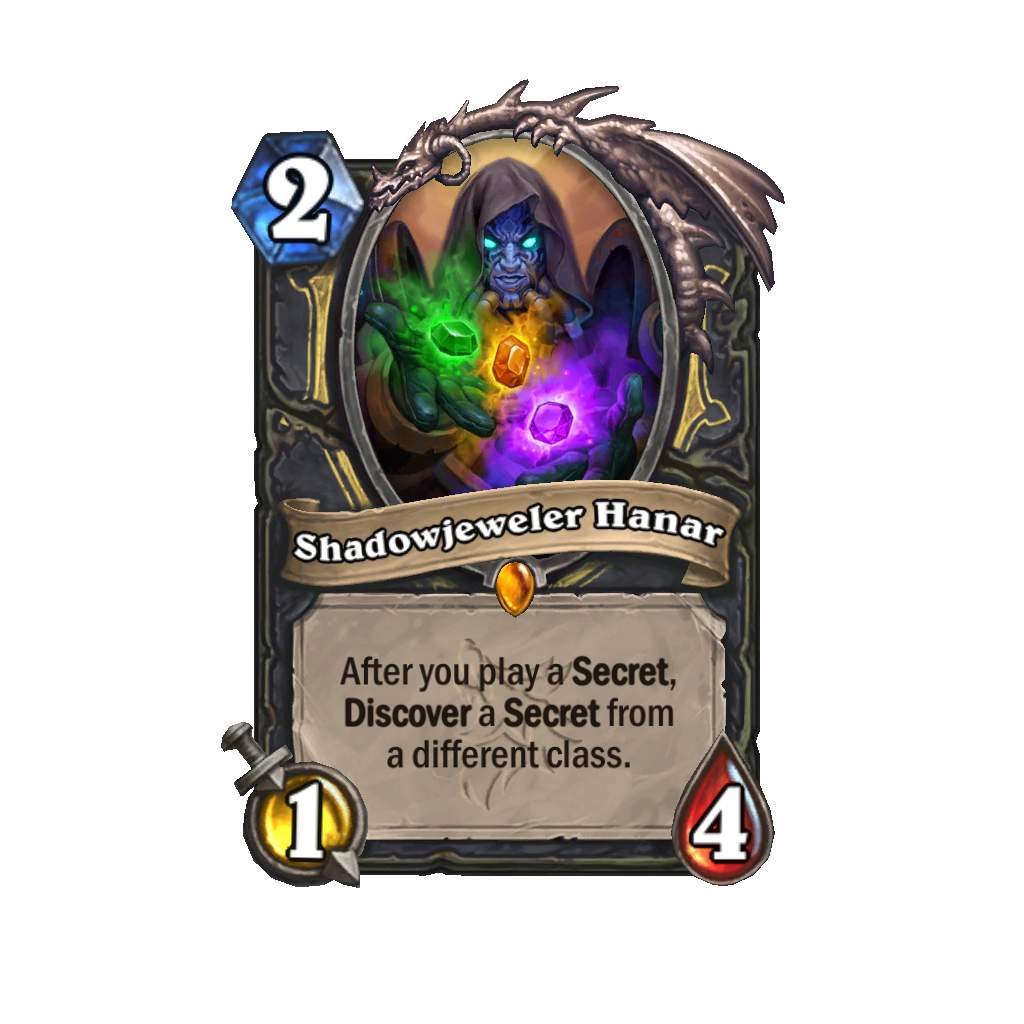 2
Shadowjeweler Hanar
After you play a Secret,
Discover a Secret from
a different class.
1
4